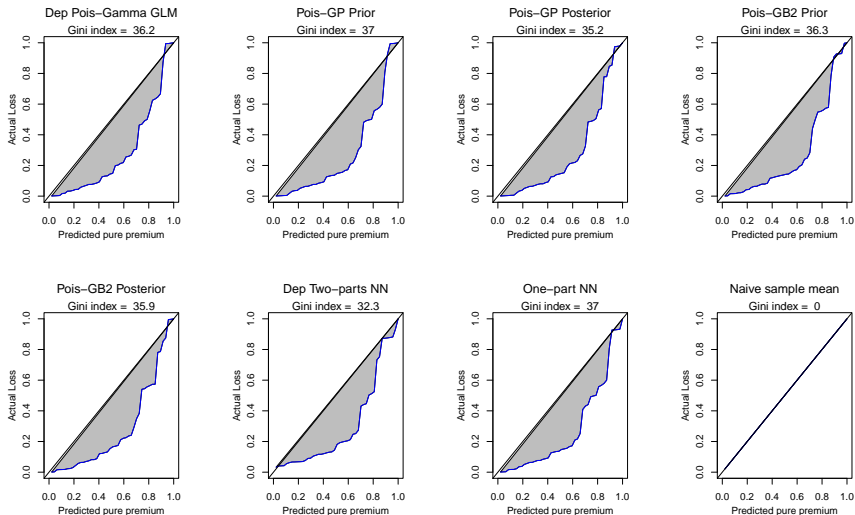 Dep Pois−Gamma GLM
Gini index = 36.2
Actual Loss
0.0 0.2 0.4 0.6 0.8 1.0
0.0 0.2 0.4 0.6 0.8 1.0
Predicted pure premium
Pois−GP Prior
Gini index = 37
Actual Loss
0.0 0.2 0.4 0.6 0.8 1.0
0.0 0.2 0.4 0.6 0.8 1.0
Predicted pure premium
Pois−GP Posterior
Gini index = 35.2
Actual Loss
0.0 0.2 0.4 0.6 0.8 1.0
0.0 0.2 0.4 0.6 0.8 1.0
Predicted pure premium
Pois−GB2 Prior
Gini index = 36.3
Actual Loss
0.0 0.2 0.4 0.6 0.8 1.0
0.0 0.2 0.4 0.6 0.8 1.0
Predicted pure premium
Pois−GB2 Posterior
Gini index = 35.9
Actual Loss
0.0 0.2 0.4 0.6 0.8 1.0
0.0 0.2 0.4 0.6 0.8 1.0
Predicted pure premium
Dep Two−parts NN
Gini index = 32.3
Actual Loss
0.0 0.2 0.4 0.6 0.8 1.0
0.0 0.2 0.4 0.6 0.8 1.0
Predicted pure premium
One−part NN
Gini index = 37
Actual Loss
0.0 0.2 0.4 0.6 0.8 1.0
0.0 0.2 0.4 0.6 0.8 1.0
Predicted pure premium
Naive sample mean
Gini index = 0
Actual Loss
0.0 0.2 0.4 0.6 0.8 1.0
0.0 0.2 0.4 0.6 0.8 1.0
Predicted pure premium